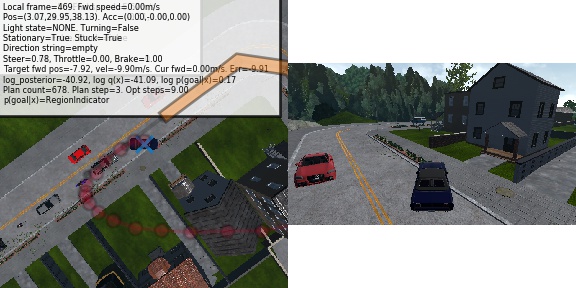 Local frame=469. Fwd speed=0.00m/s
Pos=(3.07,29.95,38.13). Acc=(0.00,-0.00,0.00)
Light state=NONE. Turning=False
Stationary=True. Stuck=True
Direction string=empty
Steer=0.78, Throttle=0.00, Brake=1.00
Target fwd pos=-7.92, vel=-9.90m/s. Cur fwd=0.00m/s. Err=-9.91
log_posterior=-40.92, log q(x)=-41.09, log p(goal|x)=0.17
Plan count=678. Plan step=3. Opt steps=9.00
p(goal|x)=RegionIndicator